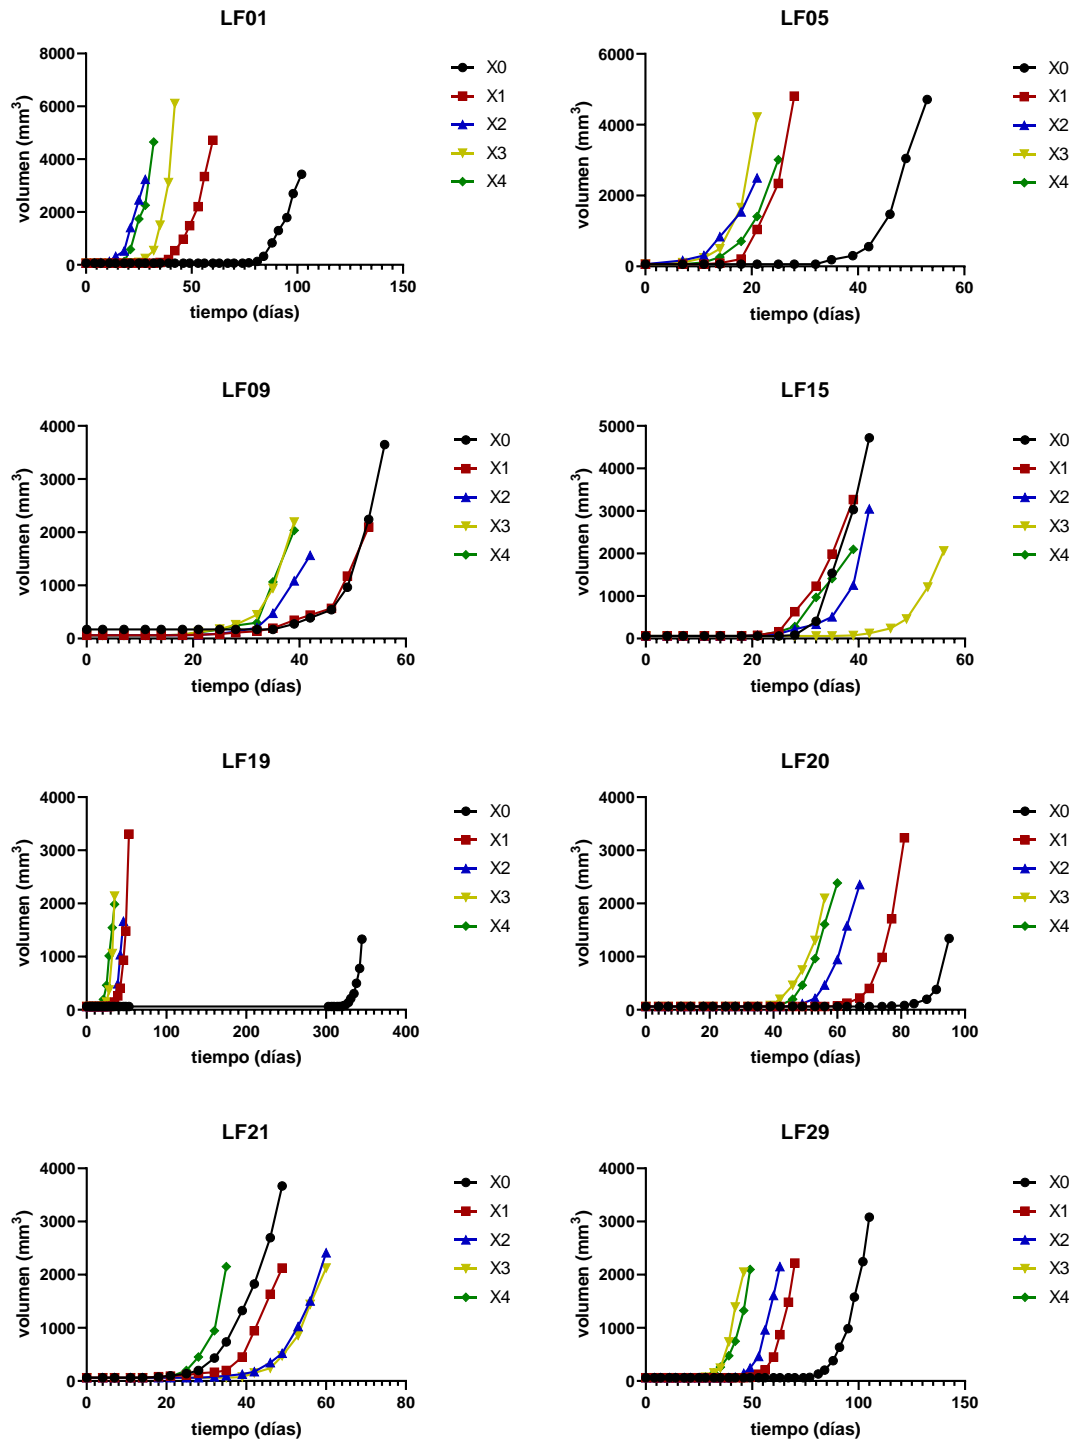 LF01
8000
6000
4000
2000
0
volumen (mm³)
0 50 100 150
tiempo (días)
X0
X1
X2
X3
X4
LF05
6000
4000
2000
0
volumen (mm³)
0 20 40 60
tiempo (días)
X0
X1
X2
X3
X4
LF09
4000
3000
2000
1000
0
volumen (mm³)
0 20 40 60
tiempo (días)
X0
X1
X2
X3
X4
LF15
5000
4000
3000
2000
1000
0
volumen (mm³)
0 20 40 60
tiempo (días)
X0
X1
X2
X3
X4
LF19
4000
3000
2000
1000
0
volumen (mm³)
0 100 200 300 400
tiempo (días)
X0
X1
X2
X3
X4
LF20
4000
3000
2000
1000
0
volumen (mm³)
0 20 40 60 80 100
tiempo (días)
X0
X1
X2
X3
X4
LF21
4000
3000
2000
1000
0
volumen (mm³)
0 20 40 60 80
tiempo (días)
X0
X1
X2
X3
X4
LF29
4000
3000
2000
1000
0
volumen (mm³)
0 50 100 150
tiempo (días)
X0
X1
X2
X3
X4